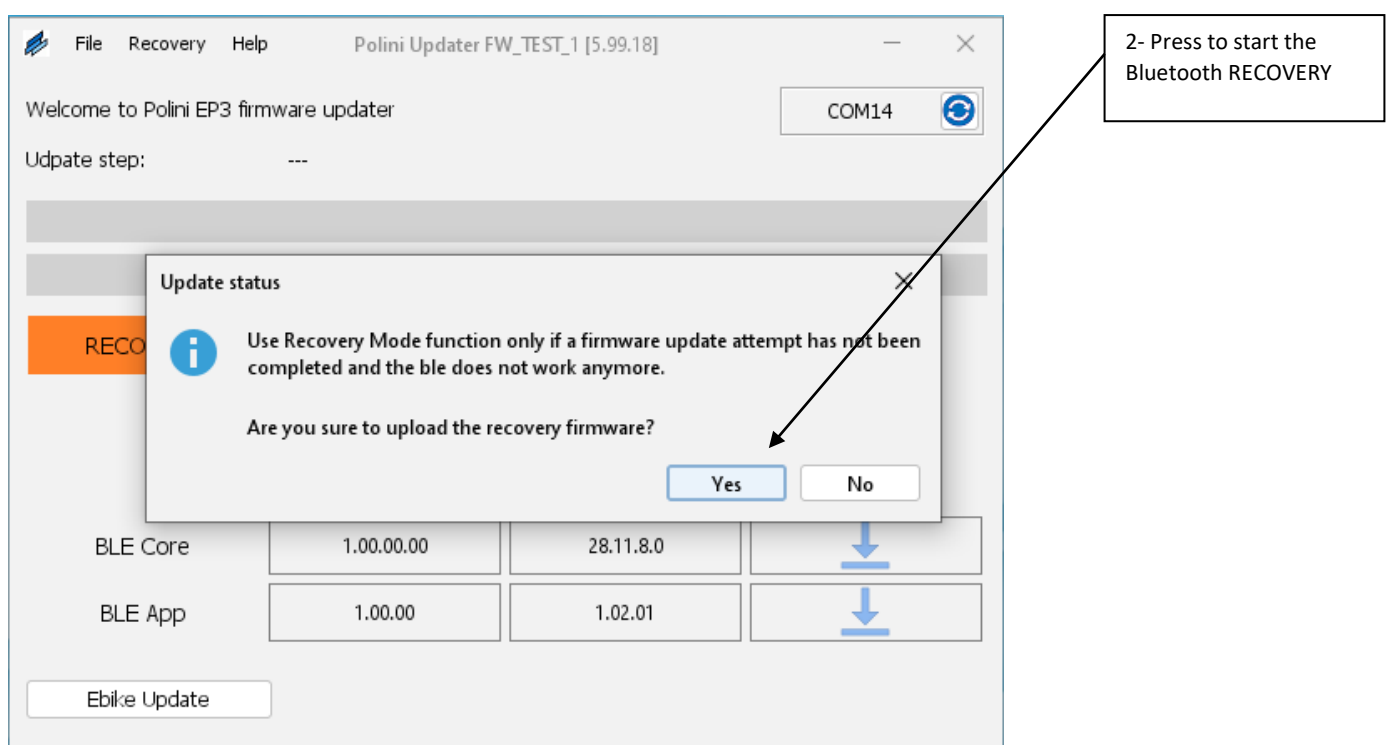 File Recovery Help Polini Updater FW_TEST_1 [5.99.18]
2- Press to start the
Bluetooth RECOVERY
Welcome to Polini EP3 firmware updater COM14
Udpate step: ---
Update status
RECO
Use Recovery Mode function only if a firmware update attempt has not been
completed and the ble does not work anymore.
Are you sure to upload the recovery firmware?
Yes No
BLE Core 1.00.00.00 28.11.8.0
BLE App 1.00.00 1.02.01
Ebike Update